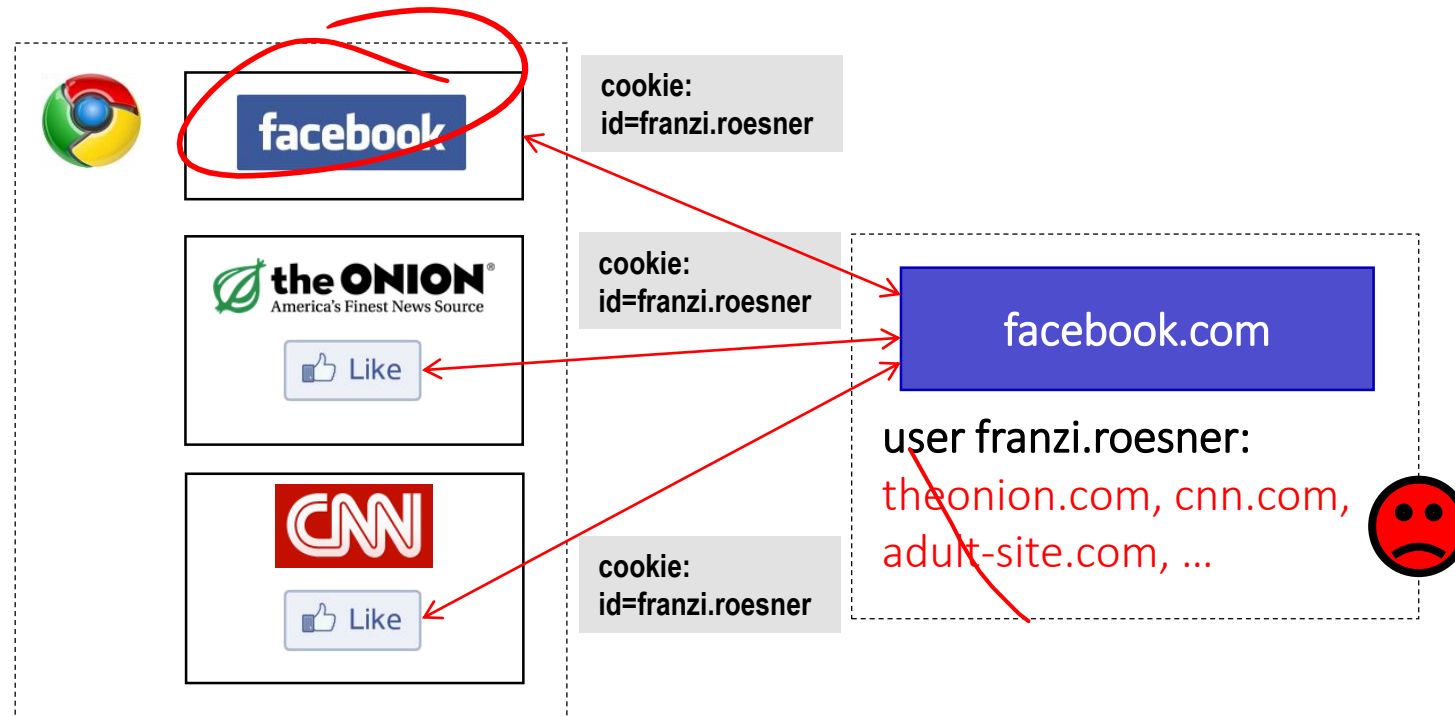 facebook
cookie:
id=franzi.roesner
the ONION®
America's Finest News Source
Like
cookie:
id=franzi.roesner
facebook.com
user franzi.roesner:
theonion.com, cnn.com,
adult-site.com, ...
CNN
Like
cookie:
id=franzi.roesner